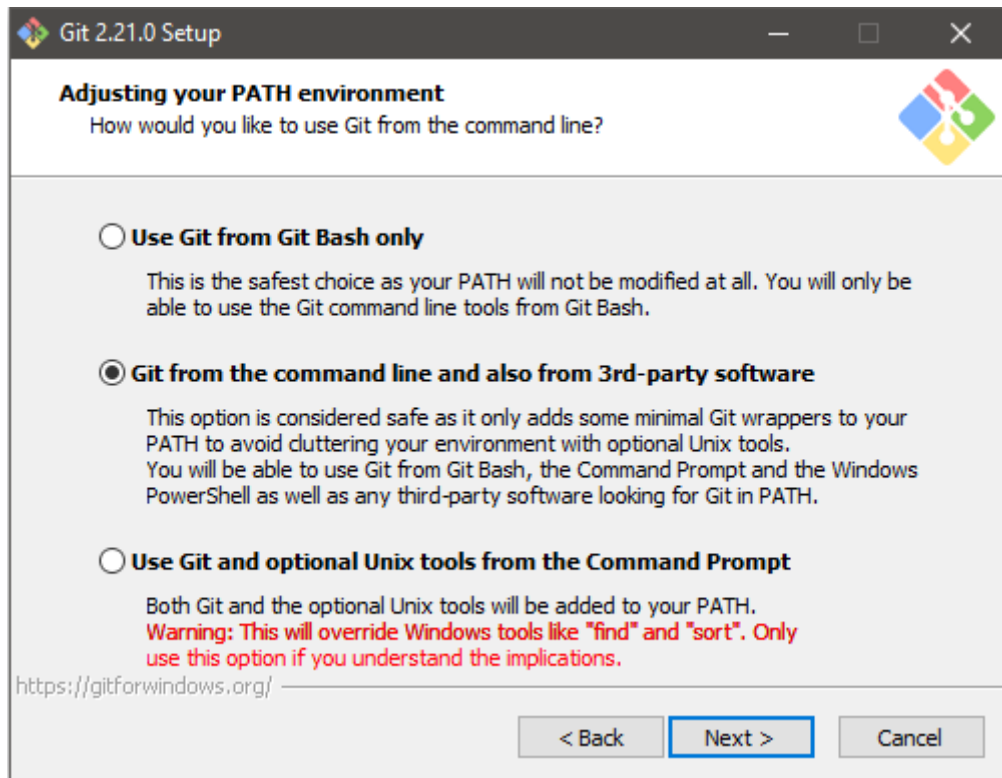 Git 2.21.0 Setup
Adjusting your PATH environment
How would you like to use Git from the command line?
Use Git from Git Bash only
This is the safest choice as your PATH will not be modified at all. You will only be
able to use the Git command line tools from Git Bash.
Git from the command line and also from 3rd-party software
This option is considered safe as it only adds some minimal Git wrappers to your
PATH to avoid cluttering your environment with optional Unix tools.
You will be able to use Git from Git Bash, the Command Prompt and the Windows
PowerShell as well as any third-party software looking for Git in PATH.
Use Git and optional Unix tools from the Command Prompt
Both Git and the optional Unix tools will be added to your PATH.
Warning: This will override Windows tools like "find" and "sort". Only
use this option if you understand the implications.
https://gitforwindows.org/
< Back Next > Cancel